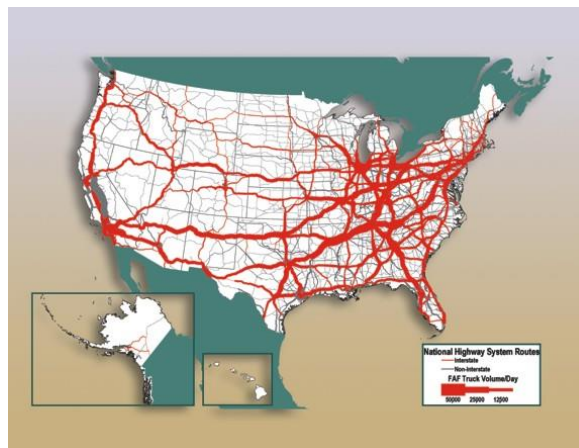 National Highway System Routes
Interstate
Non-Interstate
FAF Truck Volume/Day
50000 25000 12500